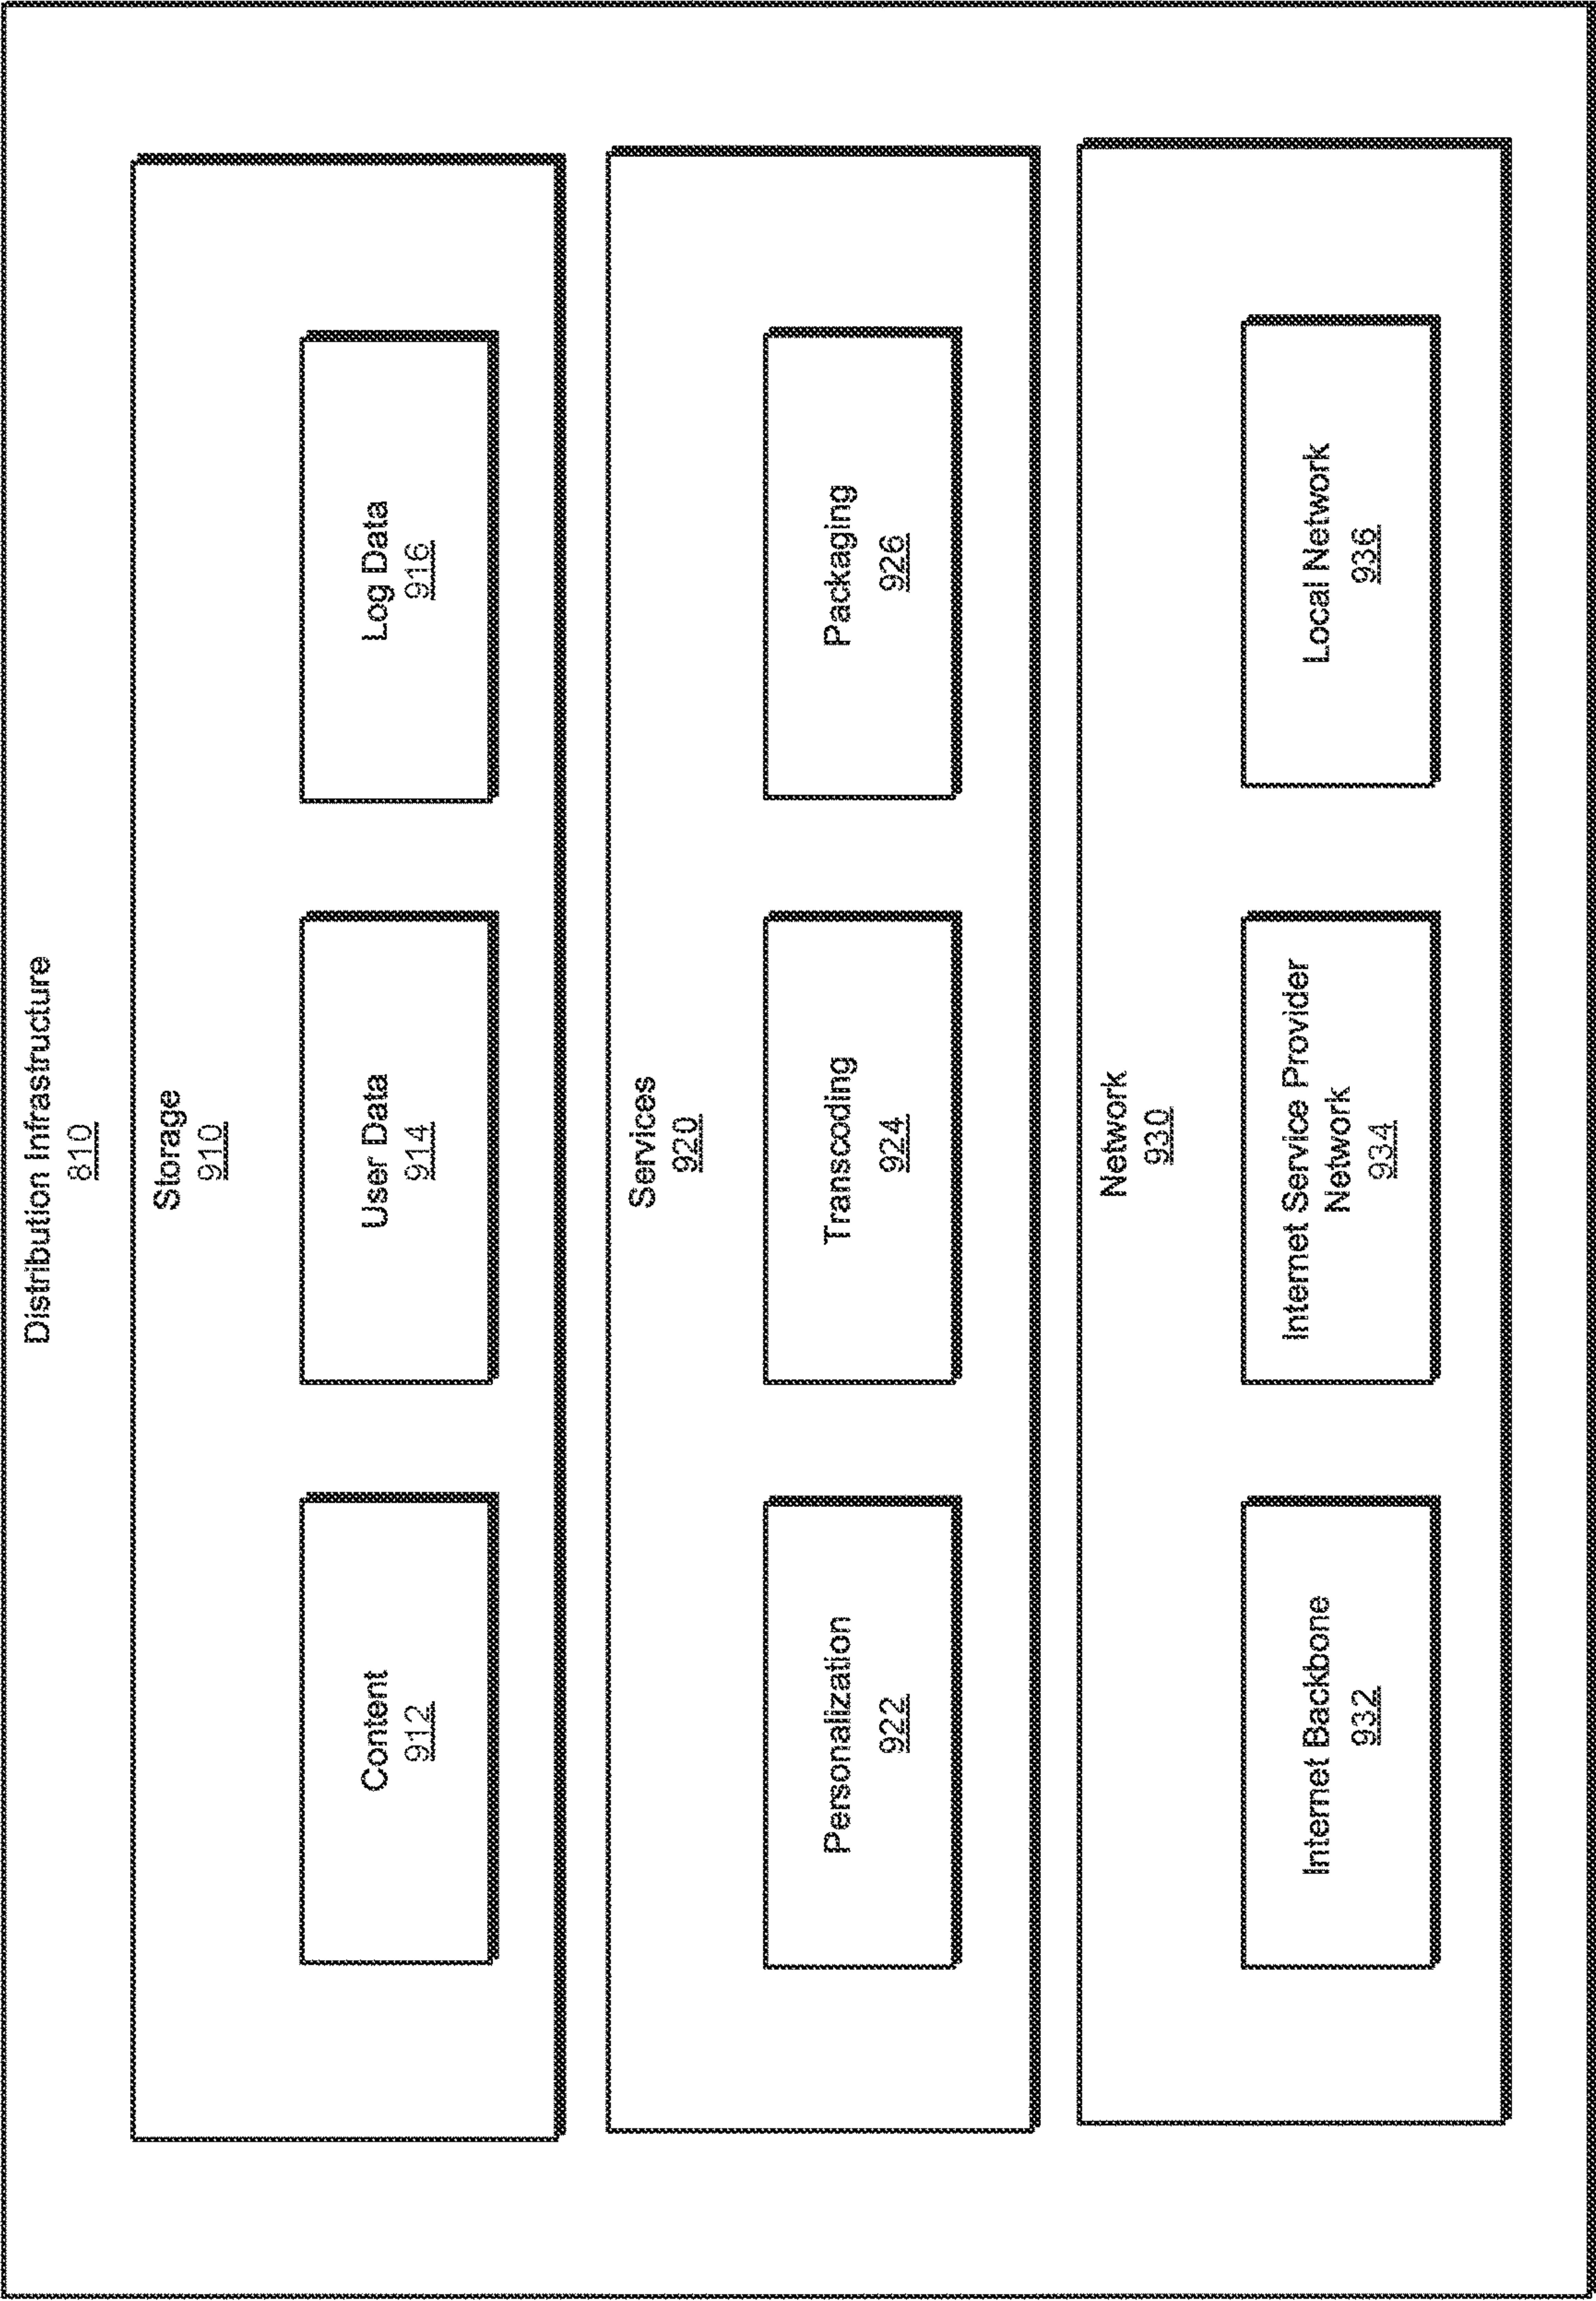 Distribution Infrastructure
810
Storage
910
Content
912
User Data
914
Log Data
916
Services
920
Personalization
922
Transcoding
924
Packaging
926
Network
930
Internet Backbone
932
Internet Service Provider
Network
934
Local Network
936